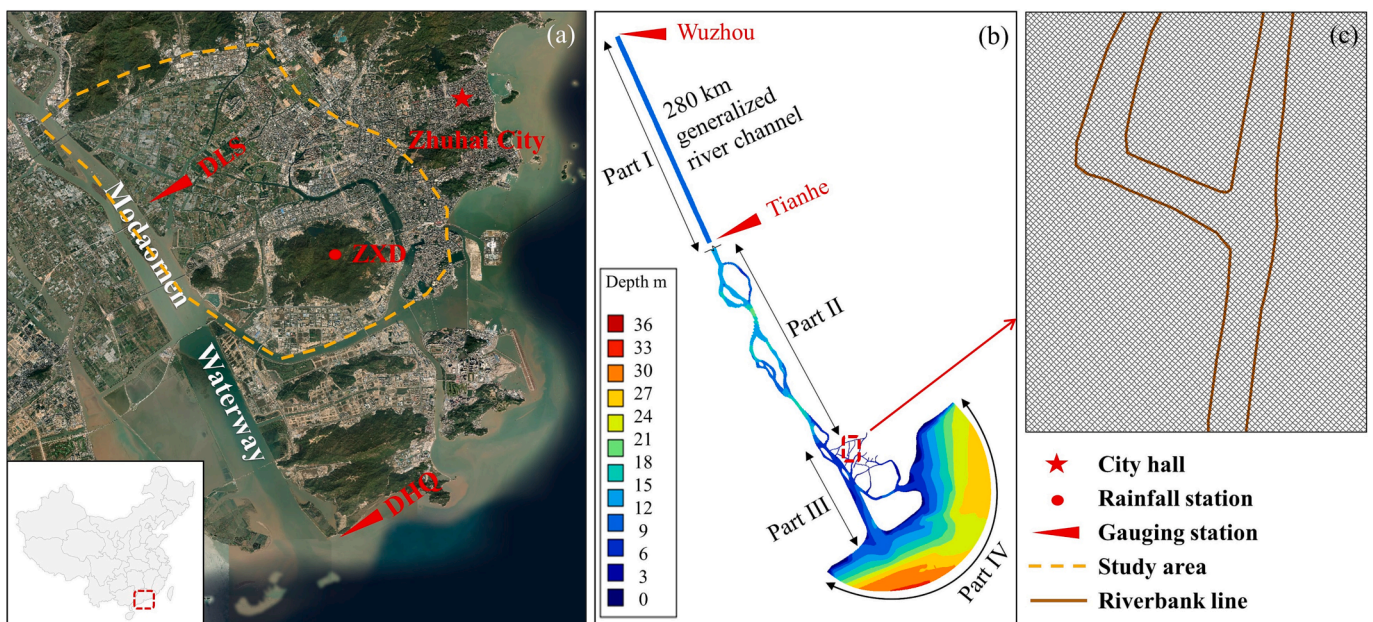 (a)
Zhuhai City
DLS
Modaomen
ZXD
Waterway
DHQ
(b)
Wuzhou
280 km
generalized
river channel
Part I
Tianhe
Part II
Depth m
36
33
30
27
24
21
18
15
12
9
6
3
0
Part III
Part IV
(c)
City hall
Rainfall station
Gauging station
Study area
Riverbank line